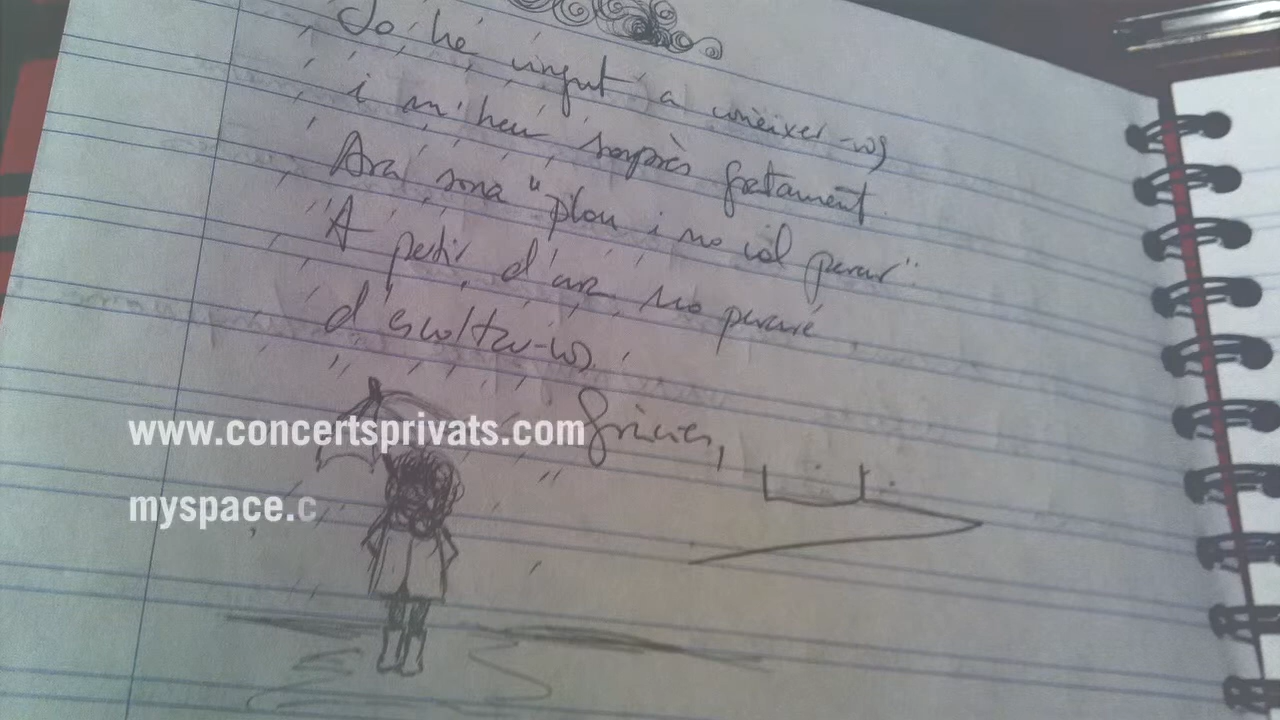 Jo he vingut a conèixer-vos
i m'heu sorprès gratament.
Ara sona "plou i no vol parar".
A partir d'ara no pararé
d'escoltar-vos.
Gràcies,
www.concertsprivats.com
myspace.c